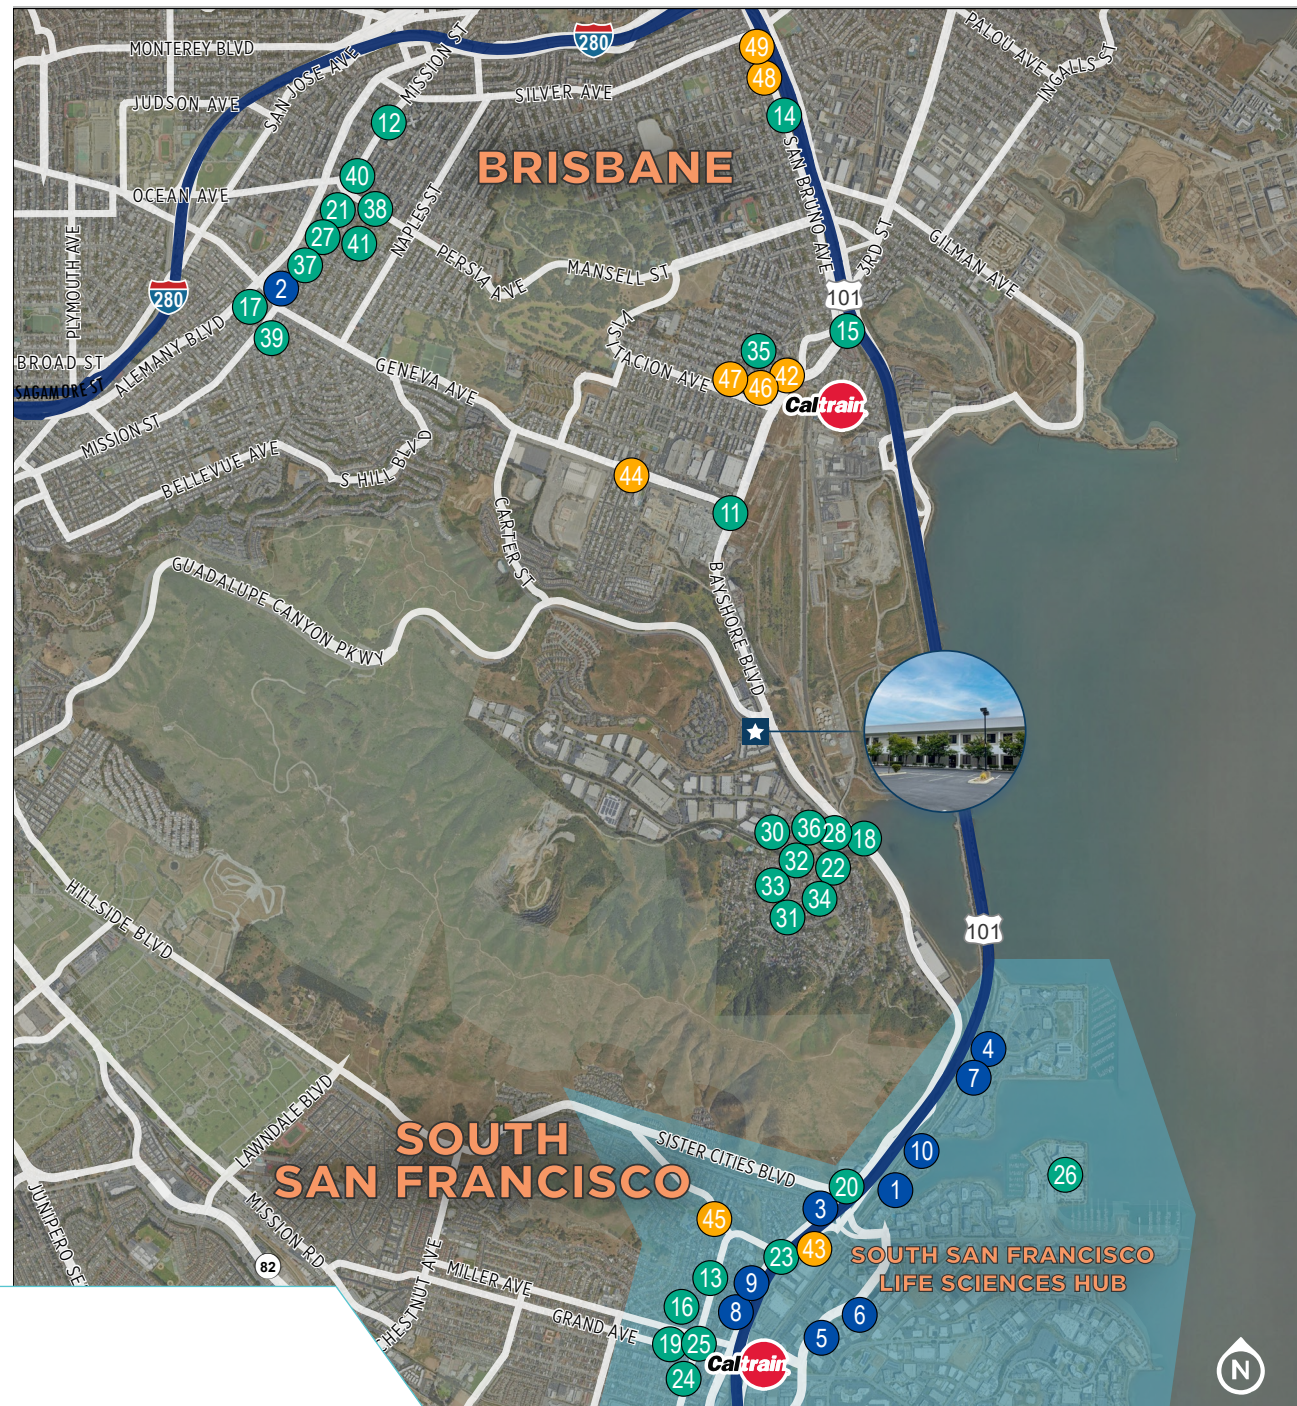 280
MONTEREY BLVD
SAN JOSE AVE
MISSION ST
PALOU AVE
INGALLS ST
49
48
JUDSON AVE
SILVER AVE
14
12
BRISBANE
SAN BRUNO AVE
40
OCEAN AVE
21
38
NAPLES ST
27
41
PERSIA AVE
37
MANSELL ST
3RD ST
GILMAN AVE
PLYMOUTH AVE
280
2
17
101
39
ALEMANY BLVD
15
VISITACION AVE
35
BROAD ST
SAGAMORE ST
GENEVA AVE
47
46
42
Caltrain
MISSION ST
BELLEVUE AVE
S HILL BLVD
44
11
CARTER ST
GUADALUPE CANYON PKWY
BAYSHORE BLVD
30
36
28
18
32
22
33
34
31
HILLSIDE BLVD
101
4
7
LAWNDALE BLVD
SOUTH
SAN FRANCISCO
SISTER CITIES BLVD
10
20
1
26
3
JUNIPERO SE
MISSION RD
45
43
23
SOUTH SAN FRANCISCO
LIFE SCIENCES HUB
82
CHESTNUT AVE
MILLER AVE
13
9
16
8
GRAND AVE
6
5
19
25
Caltrain
24
N